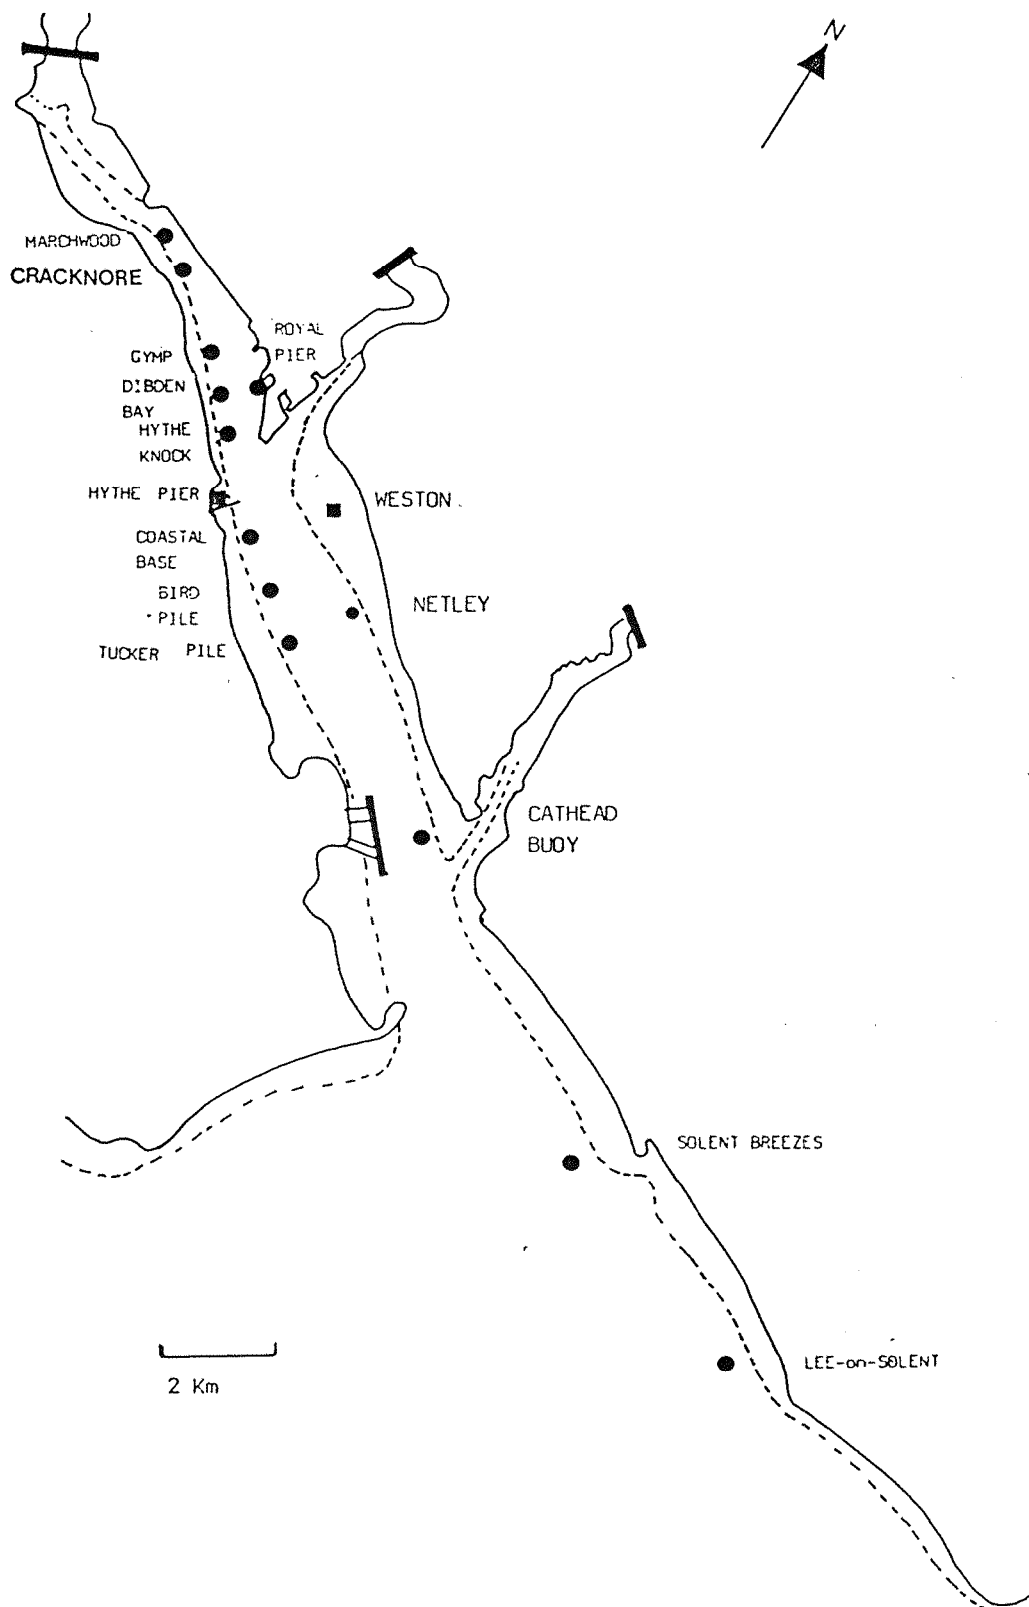 N
MARCHWOOD
CRACKNORE
ROYAL
PIER
GYMP
DIBDEN
BAY
HYTHE
KNOCK
HYTHE PIER
WESTON
COASTAL
BASE
BIRD
PILE
NETLEY
TUCKER PILE
CATHEAD
BUOY
SOLENT BREEZES
LEE-on-SOLENT
2 Km